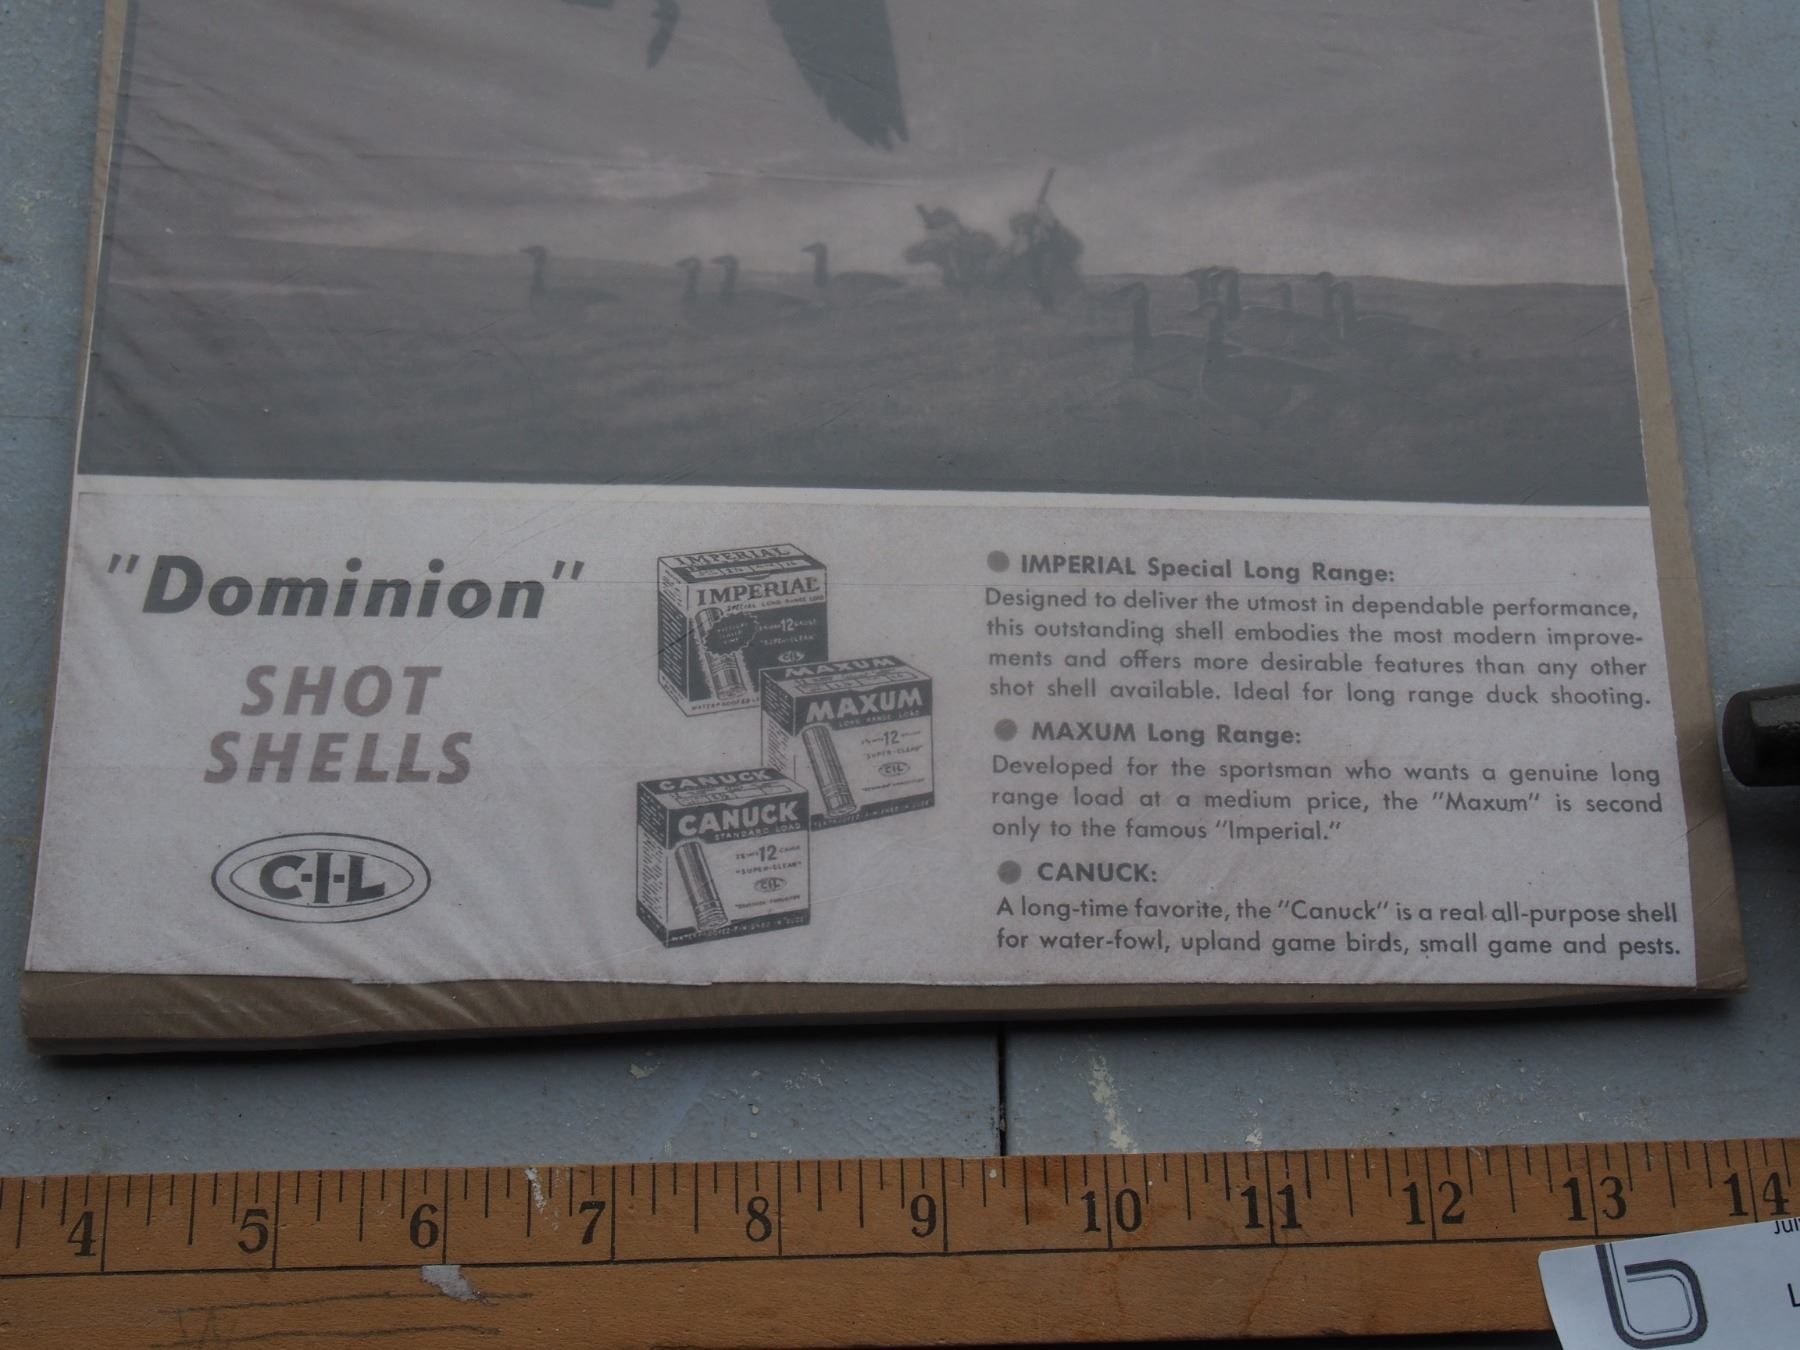 "Dominion"
SHOT
SHELLS
C-I-L
IMPERIAL
IMPERIAL
SPECIAL LONG RANGE LOAD
12 GAUGE
"SUPER-CLEAN"
C-I-L
MAXUM
MAXUM
LONG RANGE LOAD
12
"SUPER-CLEAN"
C-I-L
CANUCK
CANUCK
STANDARD LOAD
12 GAUGE
"SUPER-CLEAN"
C-I-L
● IMPERIAL Special Long Range:
Designed to deliver the utmost in dependable performance,
this outstanding shell embodies the most modern improve-
ments and offers more desirable features than any other
shot shell available. Ideal for long range duck shooting.
● MAXUM Long Range:
Developed for the sportsman who wants a genuine long
range load at a medium price, the "Maxum" is second
only to the famous "Imperial."
● CANUCK:
A long-time favorite, the "Canuck" is a real all-purpose shell
for water-fowl, upland game birds, small game and pests.
4 5 6 7 8 9 10 11 12 13 14
b